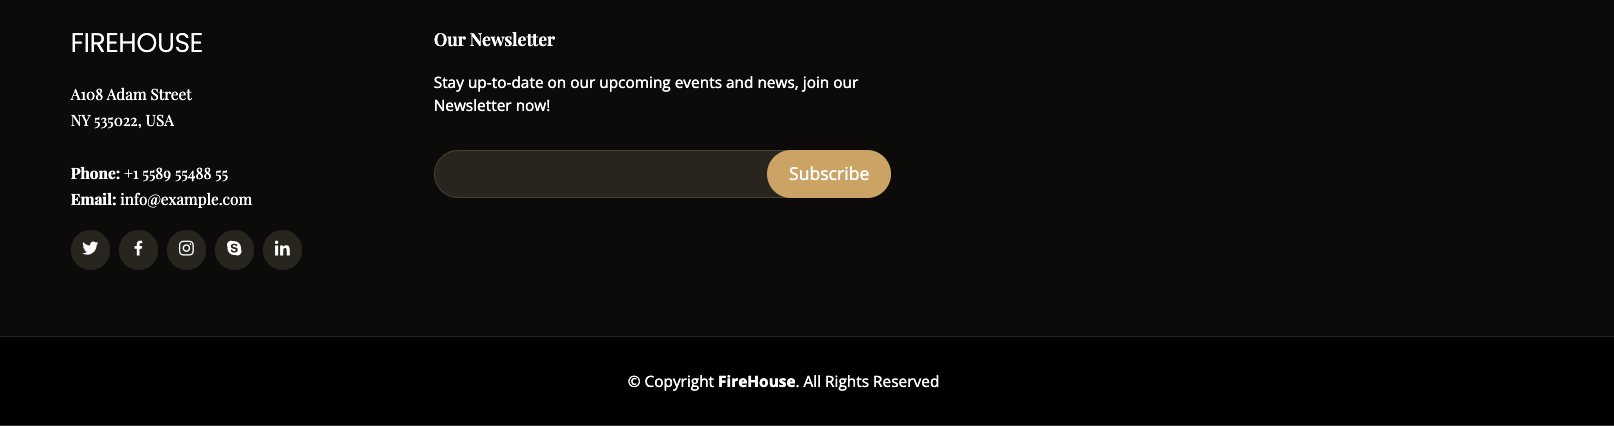 FIREHOUSE
A108 Adam Street
NY 535022, USA
Phone: +1 5589 55488 55
Email: info@example.com
Our Newsletter
Stay up-to-date on our upcoming events and news, join our
Newsletter now!
Subscribe
© Copyright FireHouse. All Rights Reserved